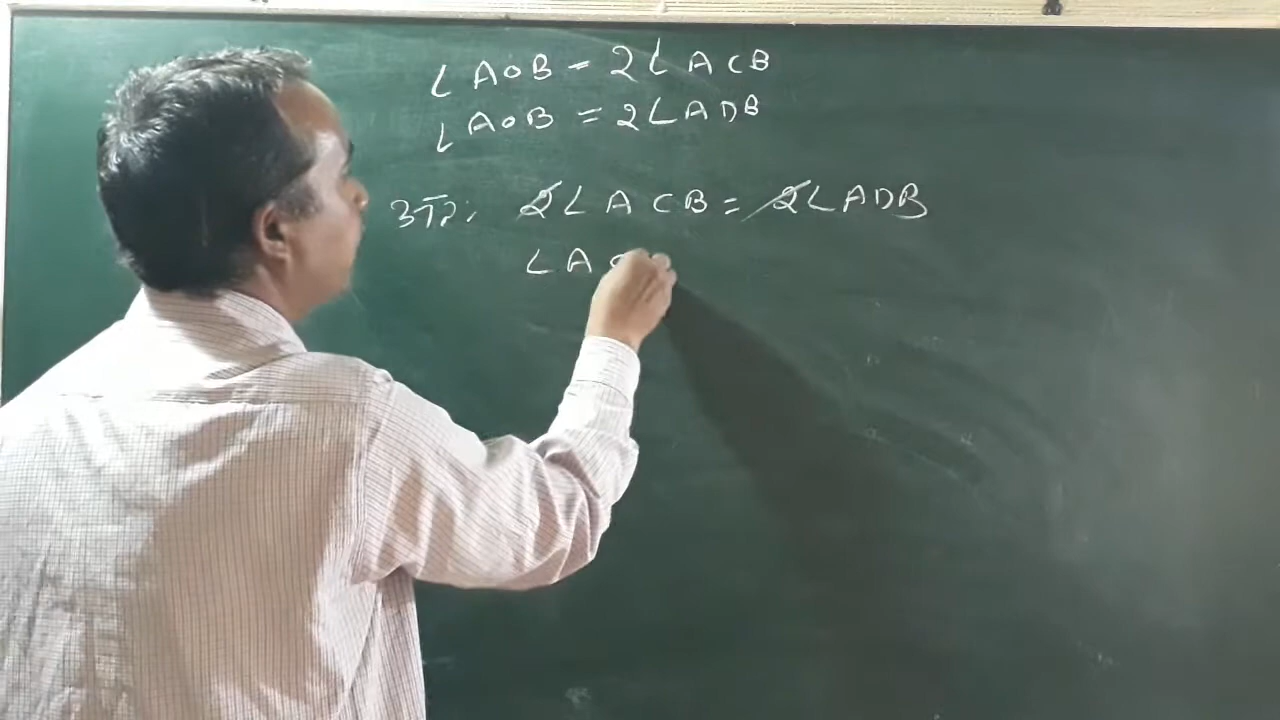 ∠AOB = 2∠ACB
∠AOB = 2∠ADB
अतः 2∠ACB = 2∠ADB
∠A